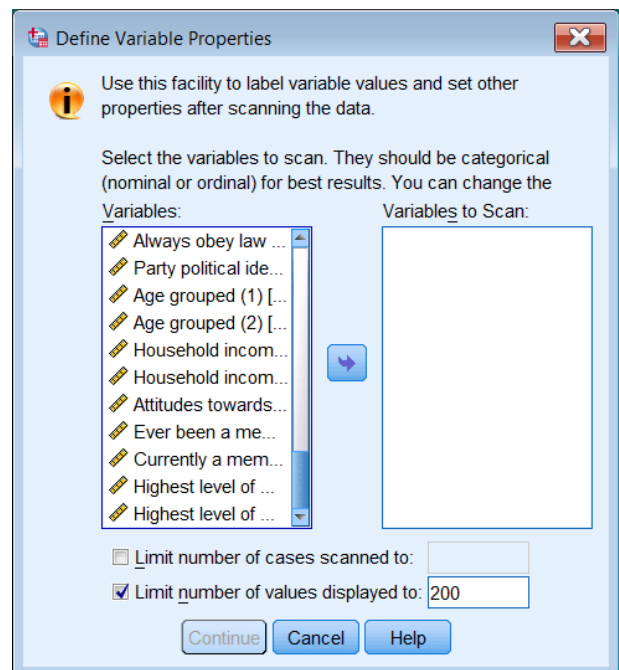 Define Variable Properties
Use this facility to label variable values and set other
properties after scanning the data.
Select the variables to scan. They should be categorical
(nominal or ordinal) for best results. You can change the
Variables:
Variables to Scan:
Always obey law ...
Party political ide...
Age grouped (1) [...
Age grouped (2) [...
Household incom...
Household incom...
Attitudes towards...
Ever been a me...
Currently a mem...
Highest level of ...
Highest level of ...
Limit number of cases scanned to:
Limit number of values displayed to: 200
Continue Cancel Help